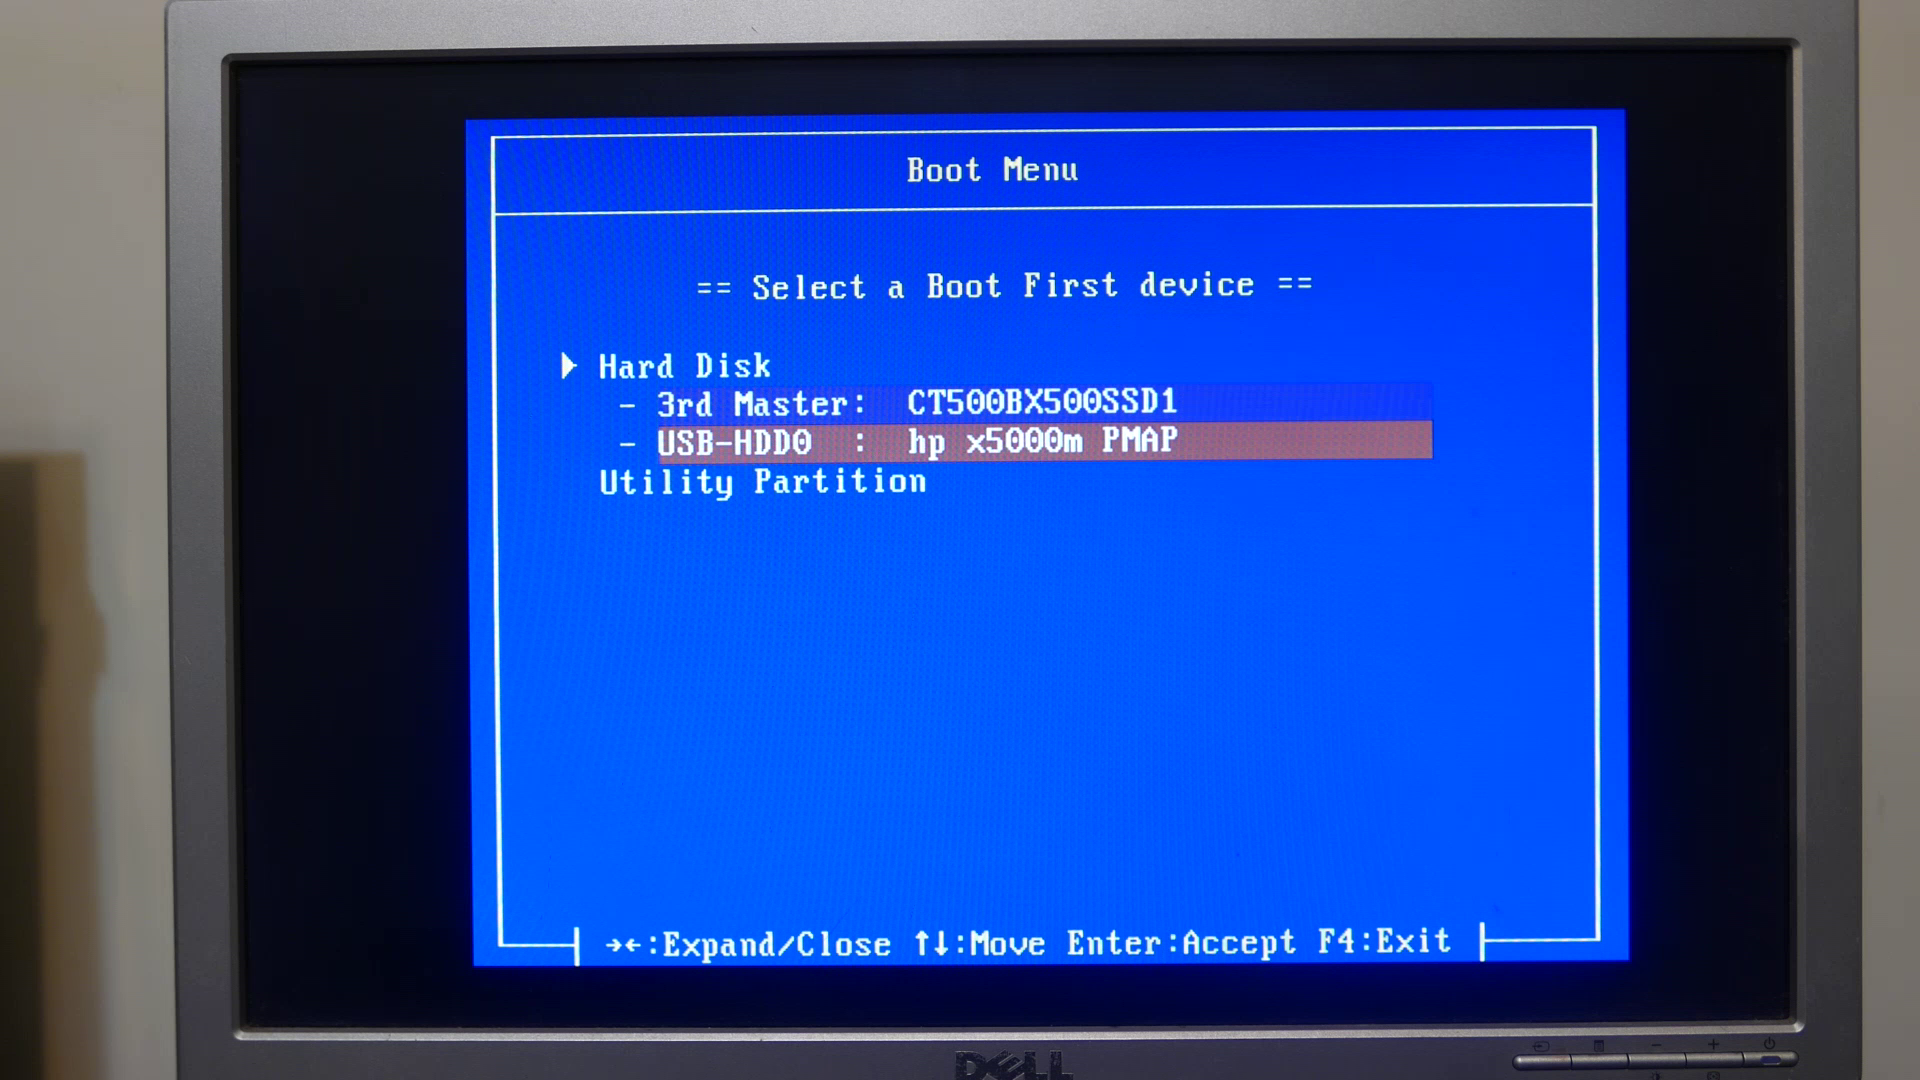 Boot Menu
== Select a Boot First device ==
Hard Disk
- 3rd Master: CT500BX500SSD1
- USB-HDD0 : hp x5000m PMAP
Utility Partition
→←:Expand/Close ↑↓:Move Enter:Accept F4:Exit
DELL